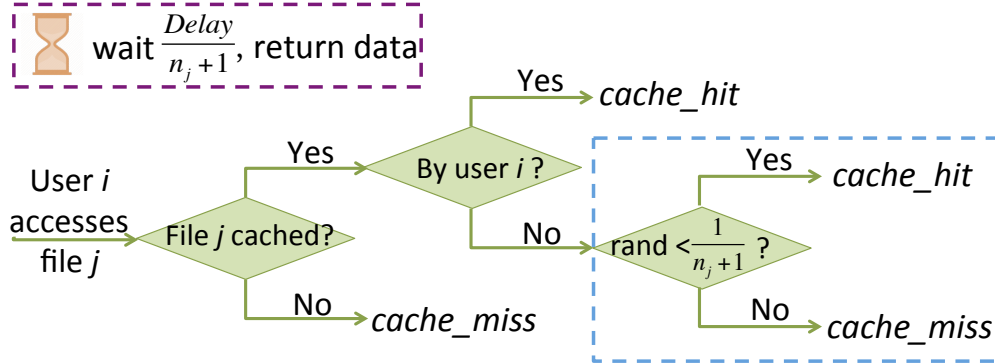 wait Delay / n_j +1, return data
Yes
cache_hit
By user i ?
Yes
No
User i
accesses
file j
File j cached?
No
cache_miss
Yes
cache_hit
rand < 1 / n_j +1 ?
No
cache_miss